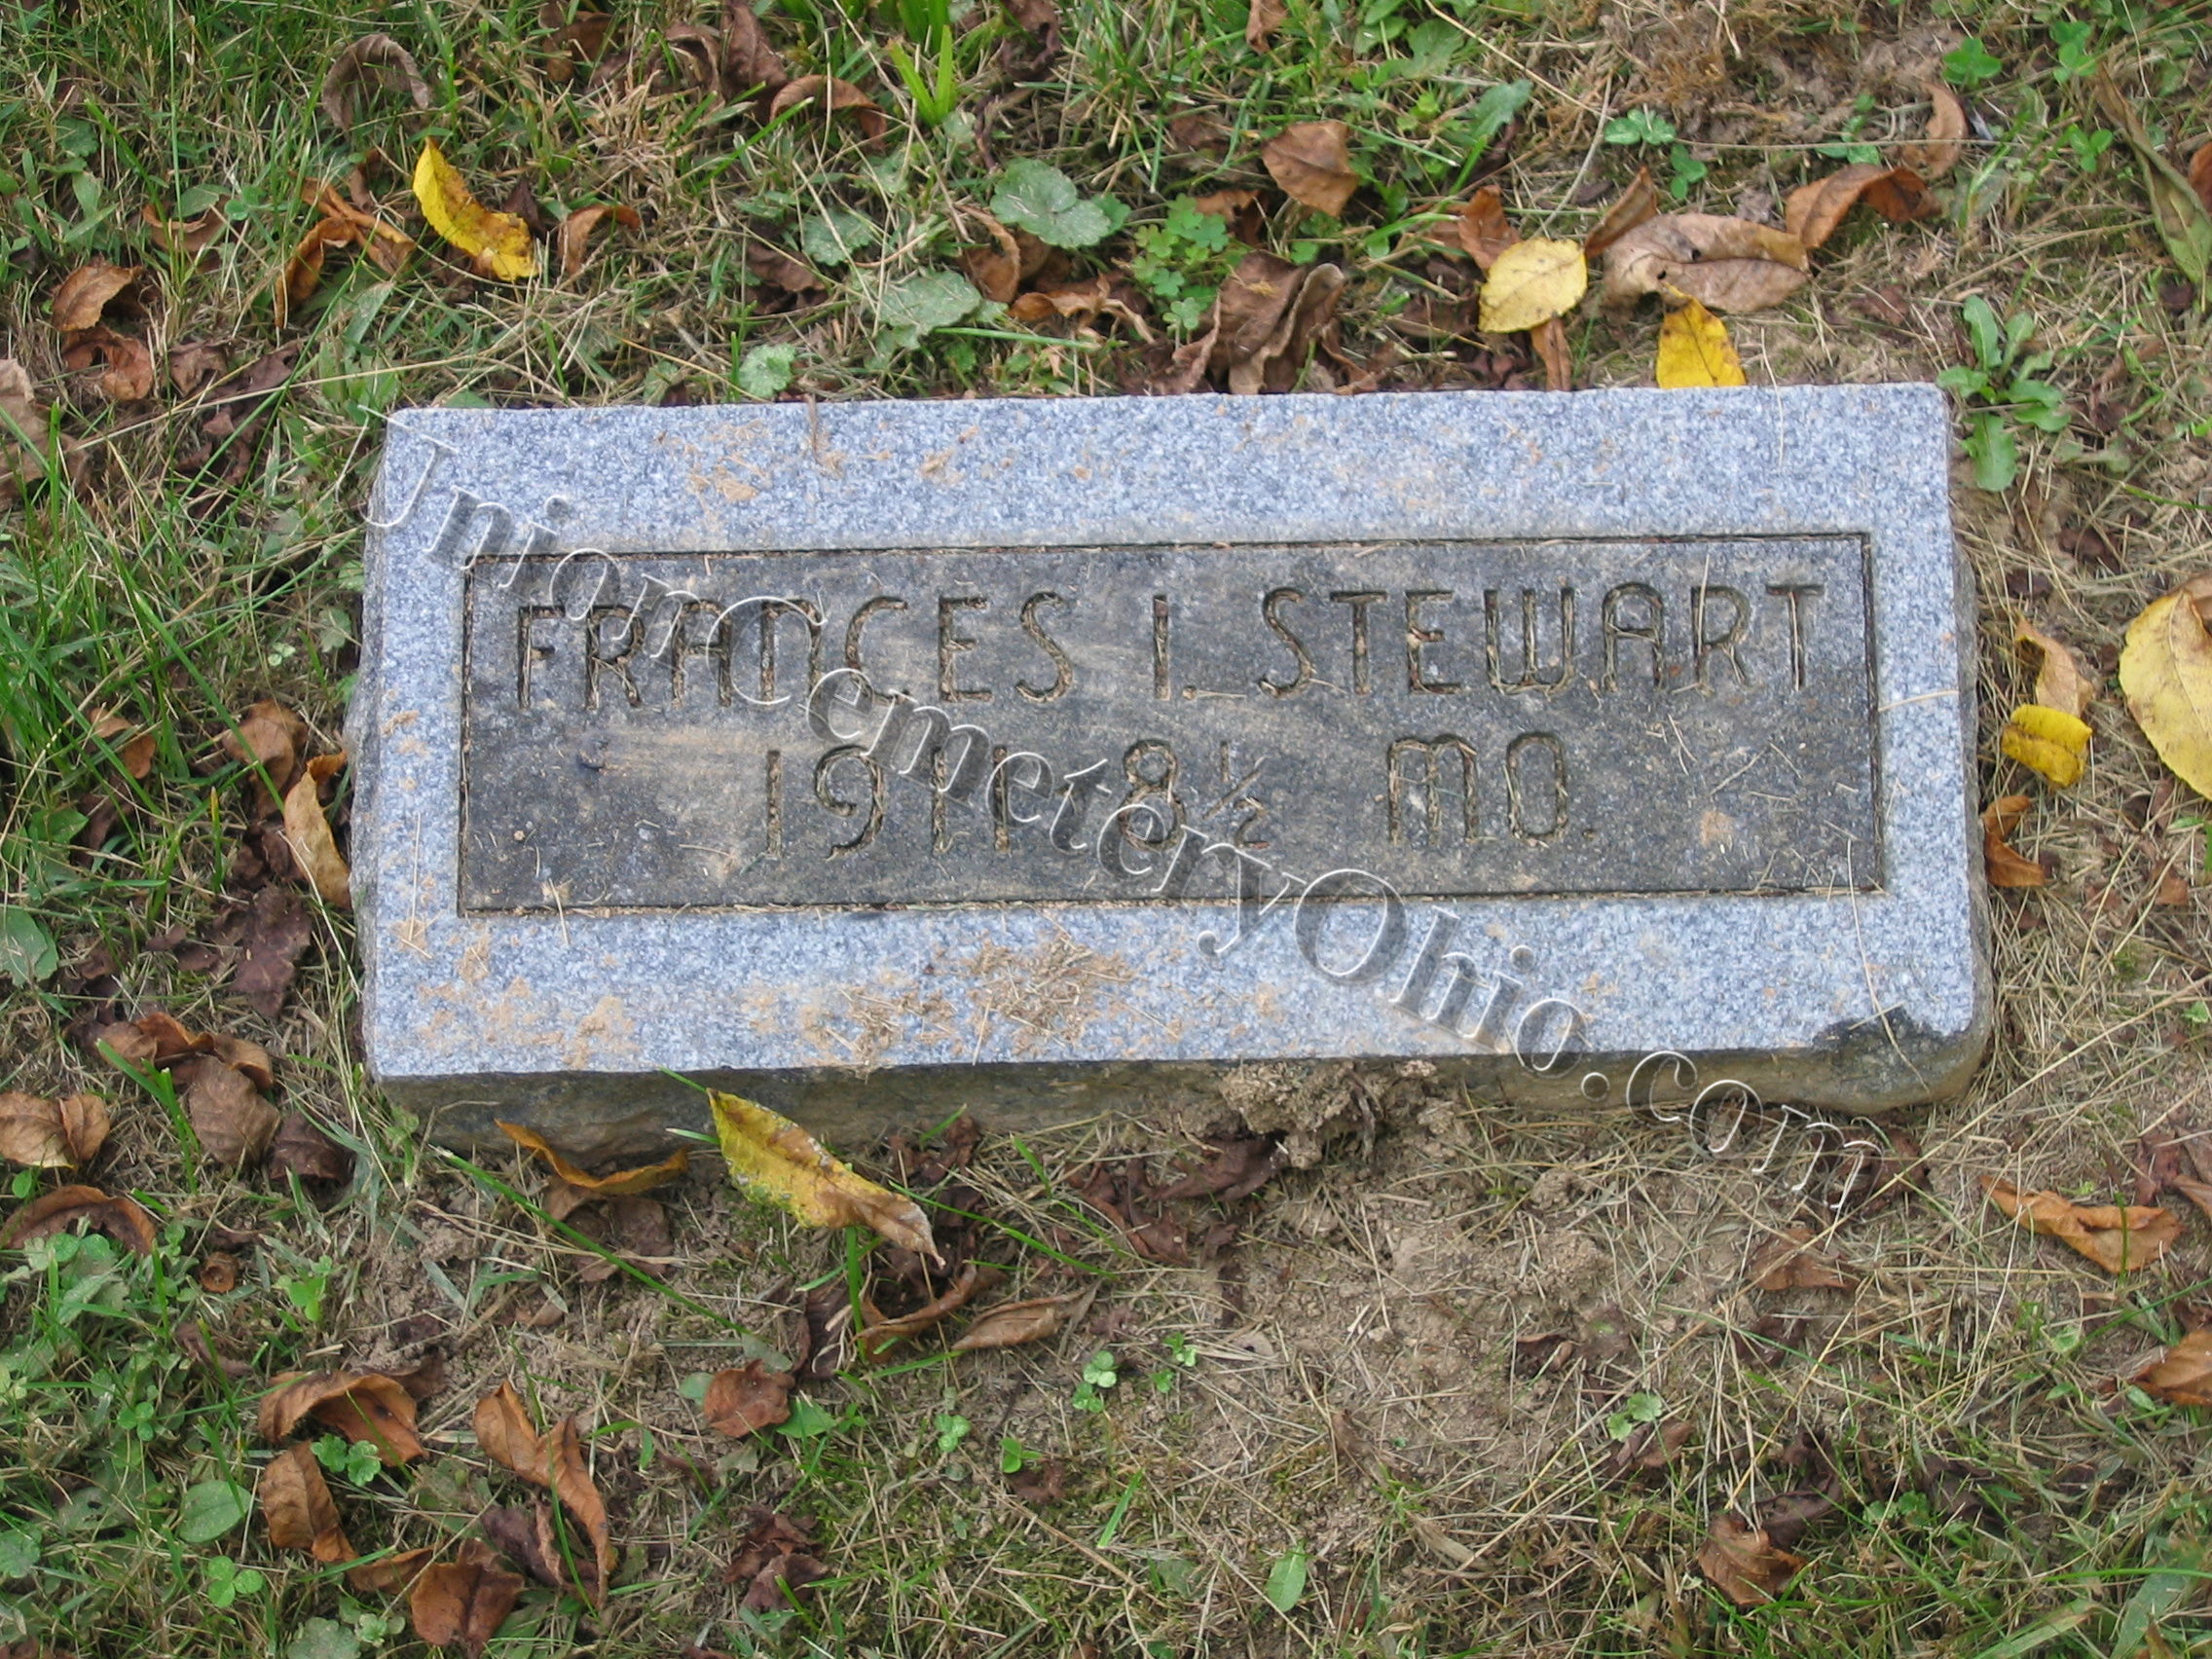 FRANCES I. STEWART
1911 8½ MO.
UnionCemeteryOhio.com